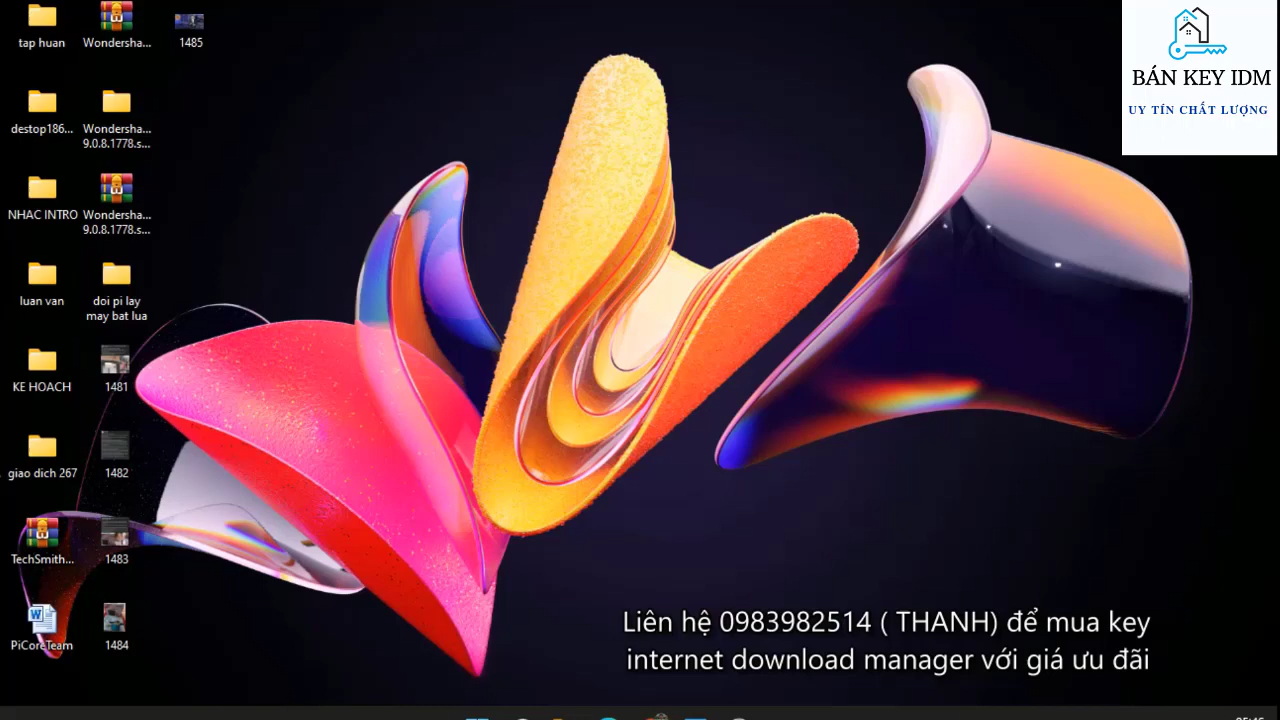 tap huan
Wondersha...
1485
destop186...
Wondersha...
9.0.8.1778.s...
NHAC INTRO
Wondersha...
9.0.8.1778.s...
luan van
doi pi lay
may bat lua
KE HOACH
1481
giao dich 267
1482
TechSmith...
1483
PiCoreTeam
1484
BÁN KEY IDM
UY TÍN CHẤT LƯỢNG
Liên hệ 0983982514 ( THANH) để mua key
internet download manager với giá ưu đãi